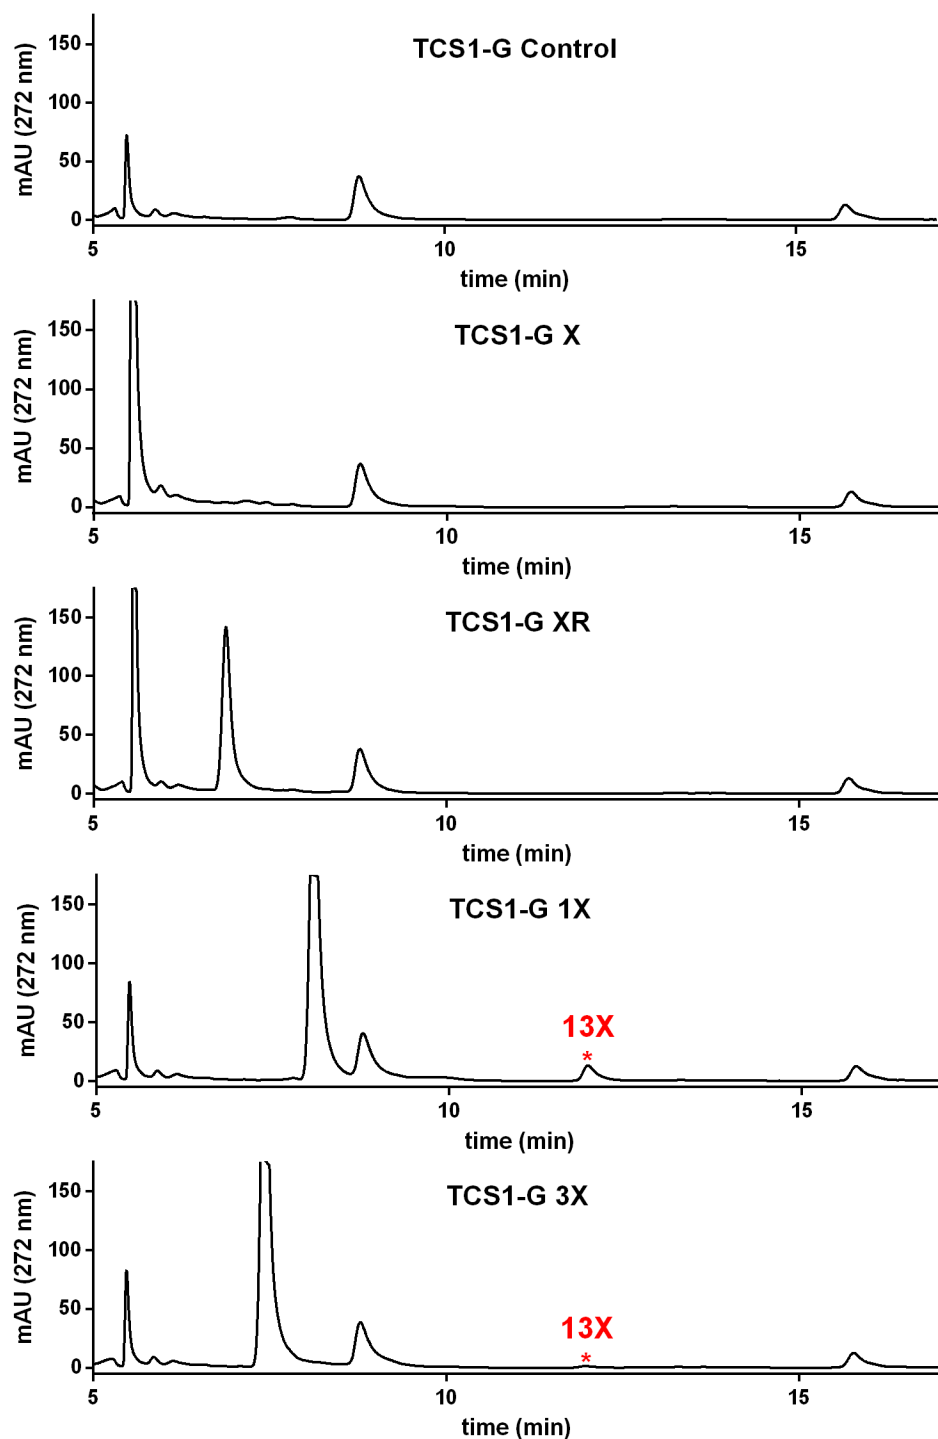 TCS1-G Control
mAU (272 nm)
150
100
50
0
5
10
15
time (min)
TCS1-G X
mAU (272 nm)
150
100
50
0
5
10
15
time (min)
TCS1-G XR
mAU (272 nm)
150
100
50
0
5
10
15
time (min)
TCS1-G 1X
mAU (272 nm)
150
100
50
0
13X
*
5
10
15
time (min)
TCS1-G 3X
mAU (272 nm)
150
100
50
0
13X
*
5
10
15
time (min)